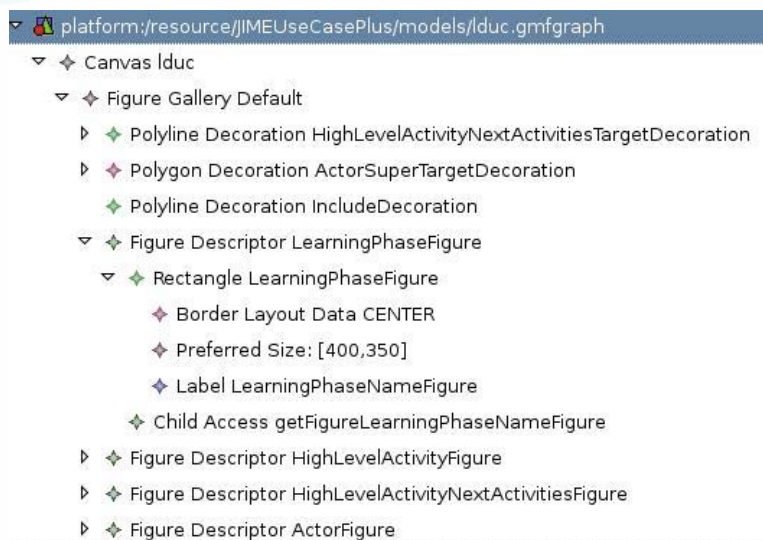 platform:/resource/JIMEUseCasePlus/models/lduc.gmfgraph
Canvas lduc
Figure Gallery Default
Polyline Decoration HighLevelActivityNextActivitiesTargetDecoration
Polygon Decoration ActorSuperTargetDecoration
Polyline Decoration IncludeDecoration
Figure Descriptor LearningPhaseFigure
Rectangle LearningPhaseFigure
Border Layout Data CENTER
Preferred Size: [400,350]
Label LearningPhaseNameFigure
Child Access getFigureLearningPhaseNameFigure
Figure Descriptor HighLevelActivityFigure
Figure Descriptor HighLevelActivityNextActivitiesFigure
Figure Descriptor ActorFigure